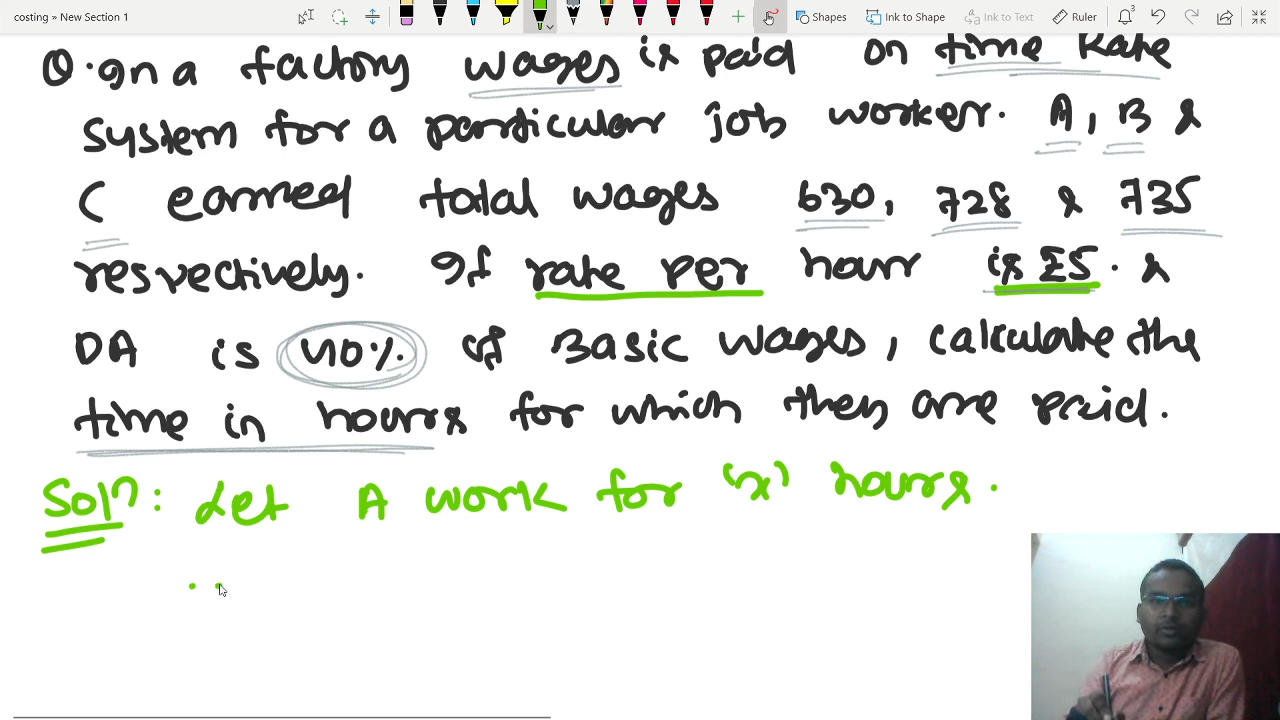 costing » New Section 1
Shapes Ink to Shape Ink to Text Ruler 3
Q. In a factory wages is paid on time Rate
system for a particular job worker. A, B &
C earned total wages 630, 728 & 735
respectively. If rate per hour is ₹5. &
DA is 40% of Basic wages, calculate the
time in hours for which they are paid.
Solⁿ: Let A work for 'x' hours.